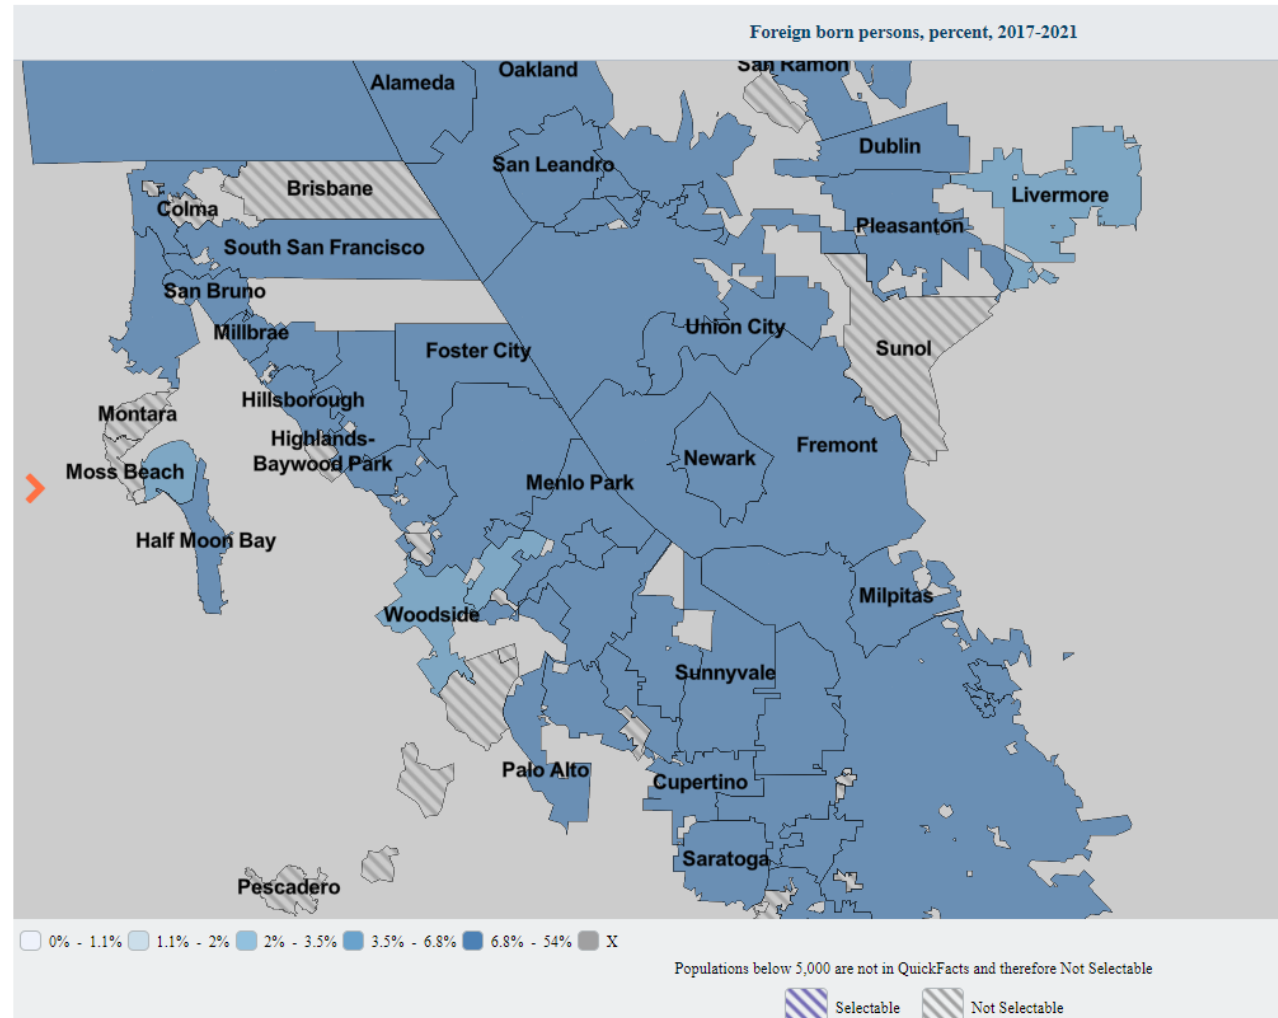 Foreign born persons, percent, 2017-2021
San Ramon
Oakland
Alameda
Dublin
San Leandro
Brisbane
Livermore
Colma
Pleasanton
South San Francisco
San Bruno
Union City
Millbrae
Sunol
Foster City
Hillsborough
Montara
Highlands-
Baywood Park
Fremont
Newark
Moss Beach
Menlo Park
Half Moon Bay
Milpitas
Woodside
Sunnyvale
Palo Alto
Cupertino
Saratoga
Pescadero
0% - 1.1% 1.1% - 2% 2% - 3.5% 3.5% - 6.8% 6.8% - 54% X
Populations below 5,000 are not in QuickFacts and therefore Not Selectable
Selectable Not Selectable